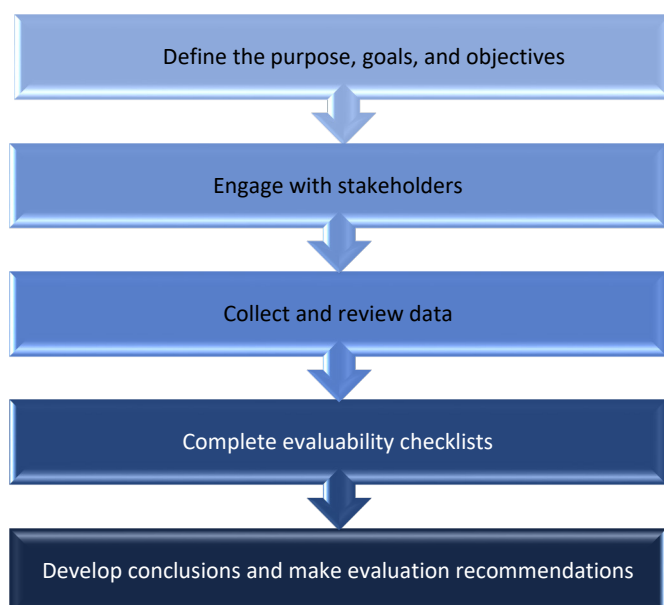 Define the purpose, goals, and objectives
Engage with stakeholders
Collect and review data
Complete evaluability checklists
Develop conclusions and make evaluation recommendations